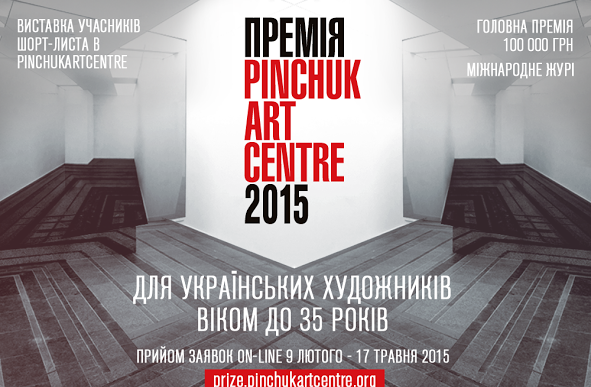 ВИСТАВКА УЧАСНИКІВ
ШОРТ-ЛИСТА В
PINCHUKARTCENTRE
ПРЕМІЯ
PINCHUK
ART
CENTRE
2015
ГОЛОВНА ПРЕМІЯ
100 000 ГРН
МІЖНАРОДНЕ ЖУРІ
ДЛЯ УКРАЇНСЬКИХ ХУДОЖНИКІВ
ВІКОМ ДО 35 РОКІВ
ПРИЙОМ ЗАЯВОК ON-LINE 9 ЛЮТОГО - 17 ТРАВНЯ 2015
prize.pinchukartcentre.org